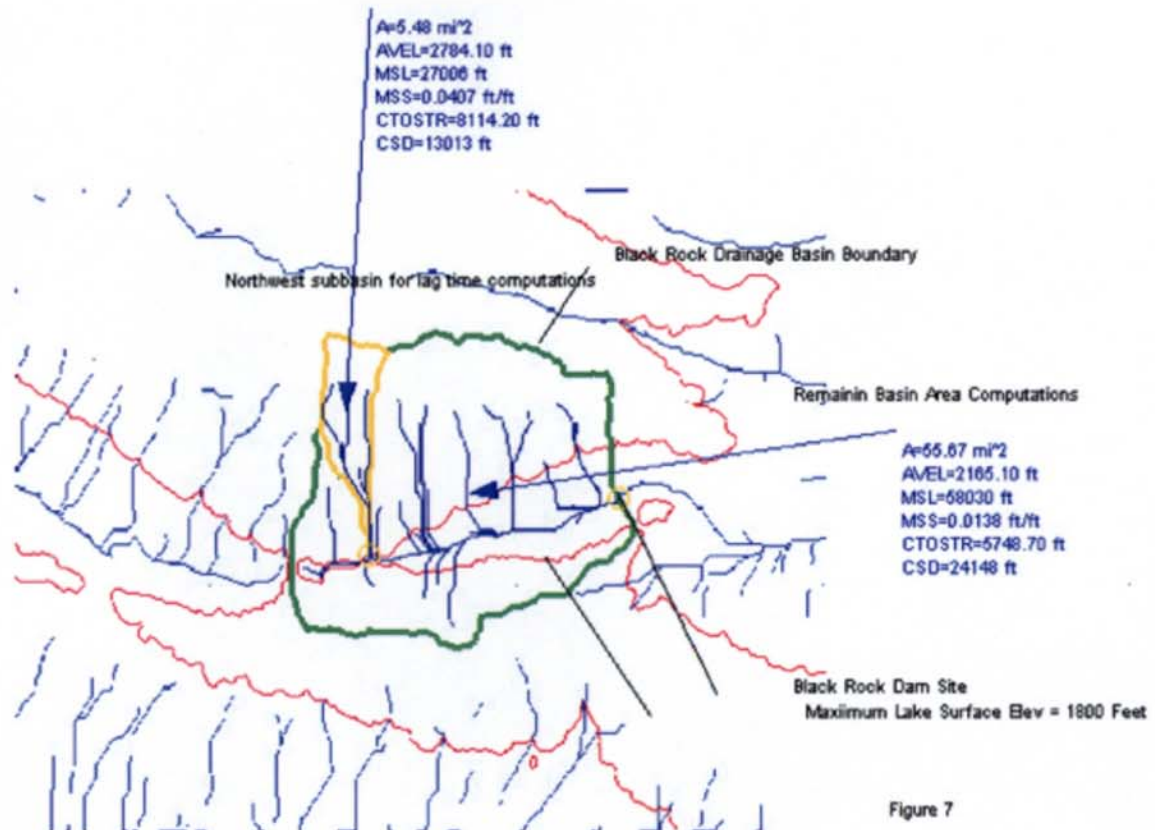 A=5.48 mi^2
AVEL=2784.10 ft
MSL=27006 ft
MSS=0.0407 ft/ft
CTOSTR=8114.20 ft
CSD=13013 ft
Black Rock Drainage Basin Boundary
Northwest subbasin for lag time computations
Remainin Basin Area Computations
A=55.67 mi^2
AVEL=2165.10 ft
MSL=58030 ft
MSS=0.0138 ft/ft
CTOSTR=5748.70 ft
CSD=24148 ft
Black Rock Dam Site
Maxiimum Lake Surface Elev = 1800 Feet
Figure 7